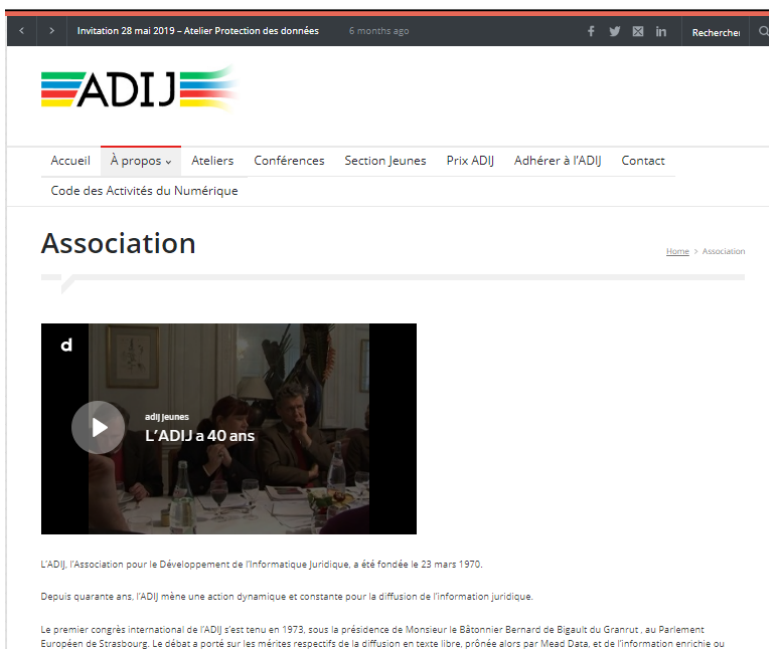 Invitation 28 mai 2019 – Atelier Protection des données 6 months ago Rechercher
ADIJ
Accueil À propos Ateliers Conférences Section Jeunes Prix ADIJ Adhérer à l'ADIJ Contact
Code des Activités du Numérique
Association
Home > Association
d
adij jeunes
L'ADIJ a 40 ans
L'ADIJ, l'Association pour le Développement de l'Informatique Juridique, a été fondée le 23 mars 1970.
Depuis quarante ans, l'ADIJ mène une action dynamique et constante pour la diffusion de l'information juridique.
Le premier congrès international de l'ADIJ s'est tenu en 1973, sous la présidence de Monsieur le Bâtonnier Bernard de Bigault du Granrut , au Parlement
Européen de Strasbourg. Le débat a porté sur les mérites respectifs de la diffusion en texte libre, prônée alors par Mead Data, et de l'information enrichie ou